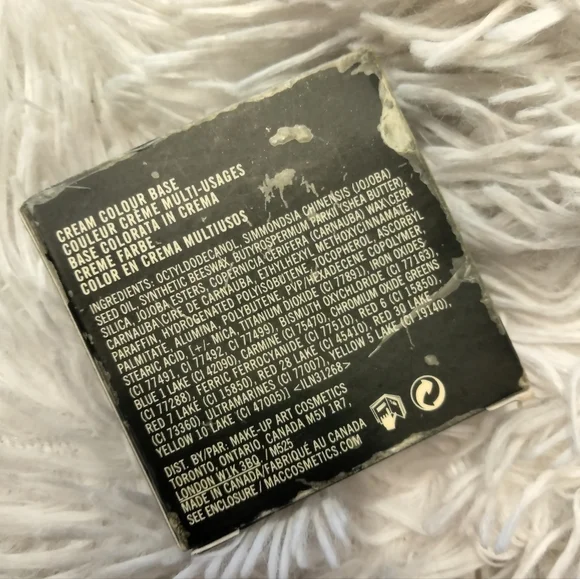 CREAM COLOUR BASE
COULEUR CRÈME MULTI-USAGES
BASE COLORATA IN CREMA
CREME FARBE
COLOR EN CREMA MULTIUSOS
INGREDIENTS: OCTYLDODECANOL, SIMMONDSIA CHINENSIS (JOJOBA)
SEED OIL, SYNTHETIC BEESWAX, BUTYROSPERMUM PARKII (SHEA BUTTER),
SILICA, JOJOBA ESTERS, COPERNICIA CERIFERA (CARNAUBA) WAX CERA
CARNAUBA CIRE DE CARNAUBA, ETHYLHEXYL METHOXYCINNAMATE,
PARAFFIN, HYDROGENATED POLYISOBUTENE, TOCOPHEROL, ASCORBYL
PALMITATE, ALUMINA, POLYBUTENE, PVP/HEXADECENE COPOLYMER
STEARIC ACID, [+/- MICA, TITANIUM DIOXIDE (CI 77891), IRON OXIDES
(CI 77491, CI 77492, CI 77499), BISMUTH OXYCHLORIDE (CI 77163),
BLUE 1 LAKE (CI 42090), CARMINE (CI 75470), CHROMIUM OXIDE GREENS
(CI 77288), FERRIC FERROCYANIDE (CI 77510), RED 6 (CI 15850),
RED 7 LAKE (CI 15850), RED 28 LAKE (CI 45410), RED 30 LAKE
(CI 73360), ULTRAMARINES (CI 77007), YELLOW 5 LAKE (CI 19140),
YELLOW 10 LAKE (CI 47005)] <ILN31268>
DIST. BY/PAR. MAKE-UP ART COSMETICS
TORONTO, ONTARIO, CANADA M5V 1R7,
LONDON W1K 3BQ / M525
MADE IN CANADA/FABRIQUÉ AU CANADA
SEE ENCLOSURE/MACCOSMETICS.COM